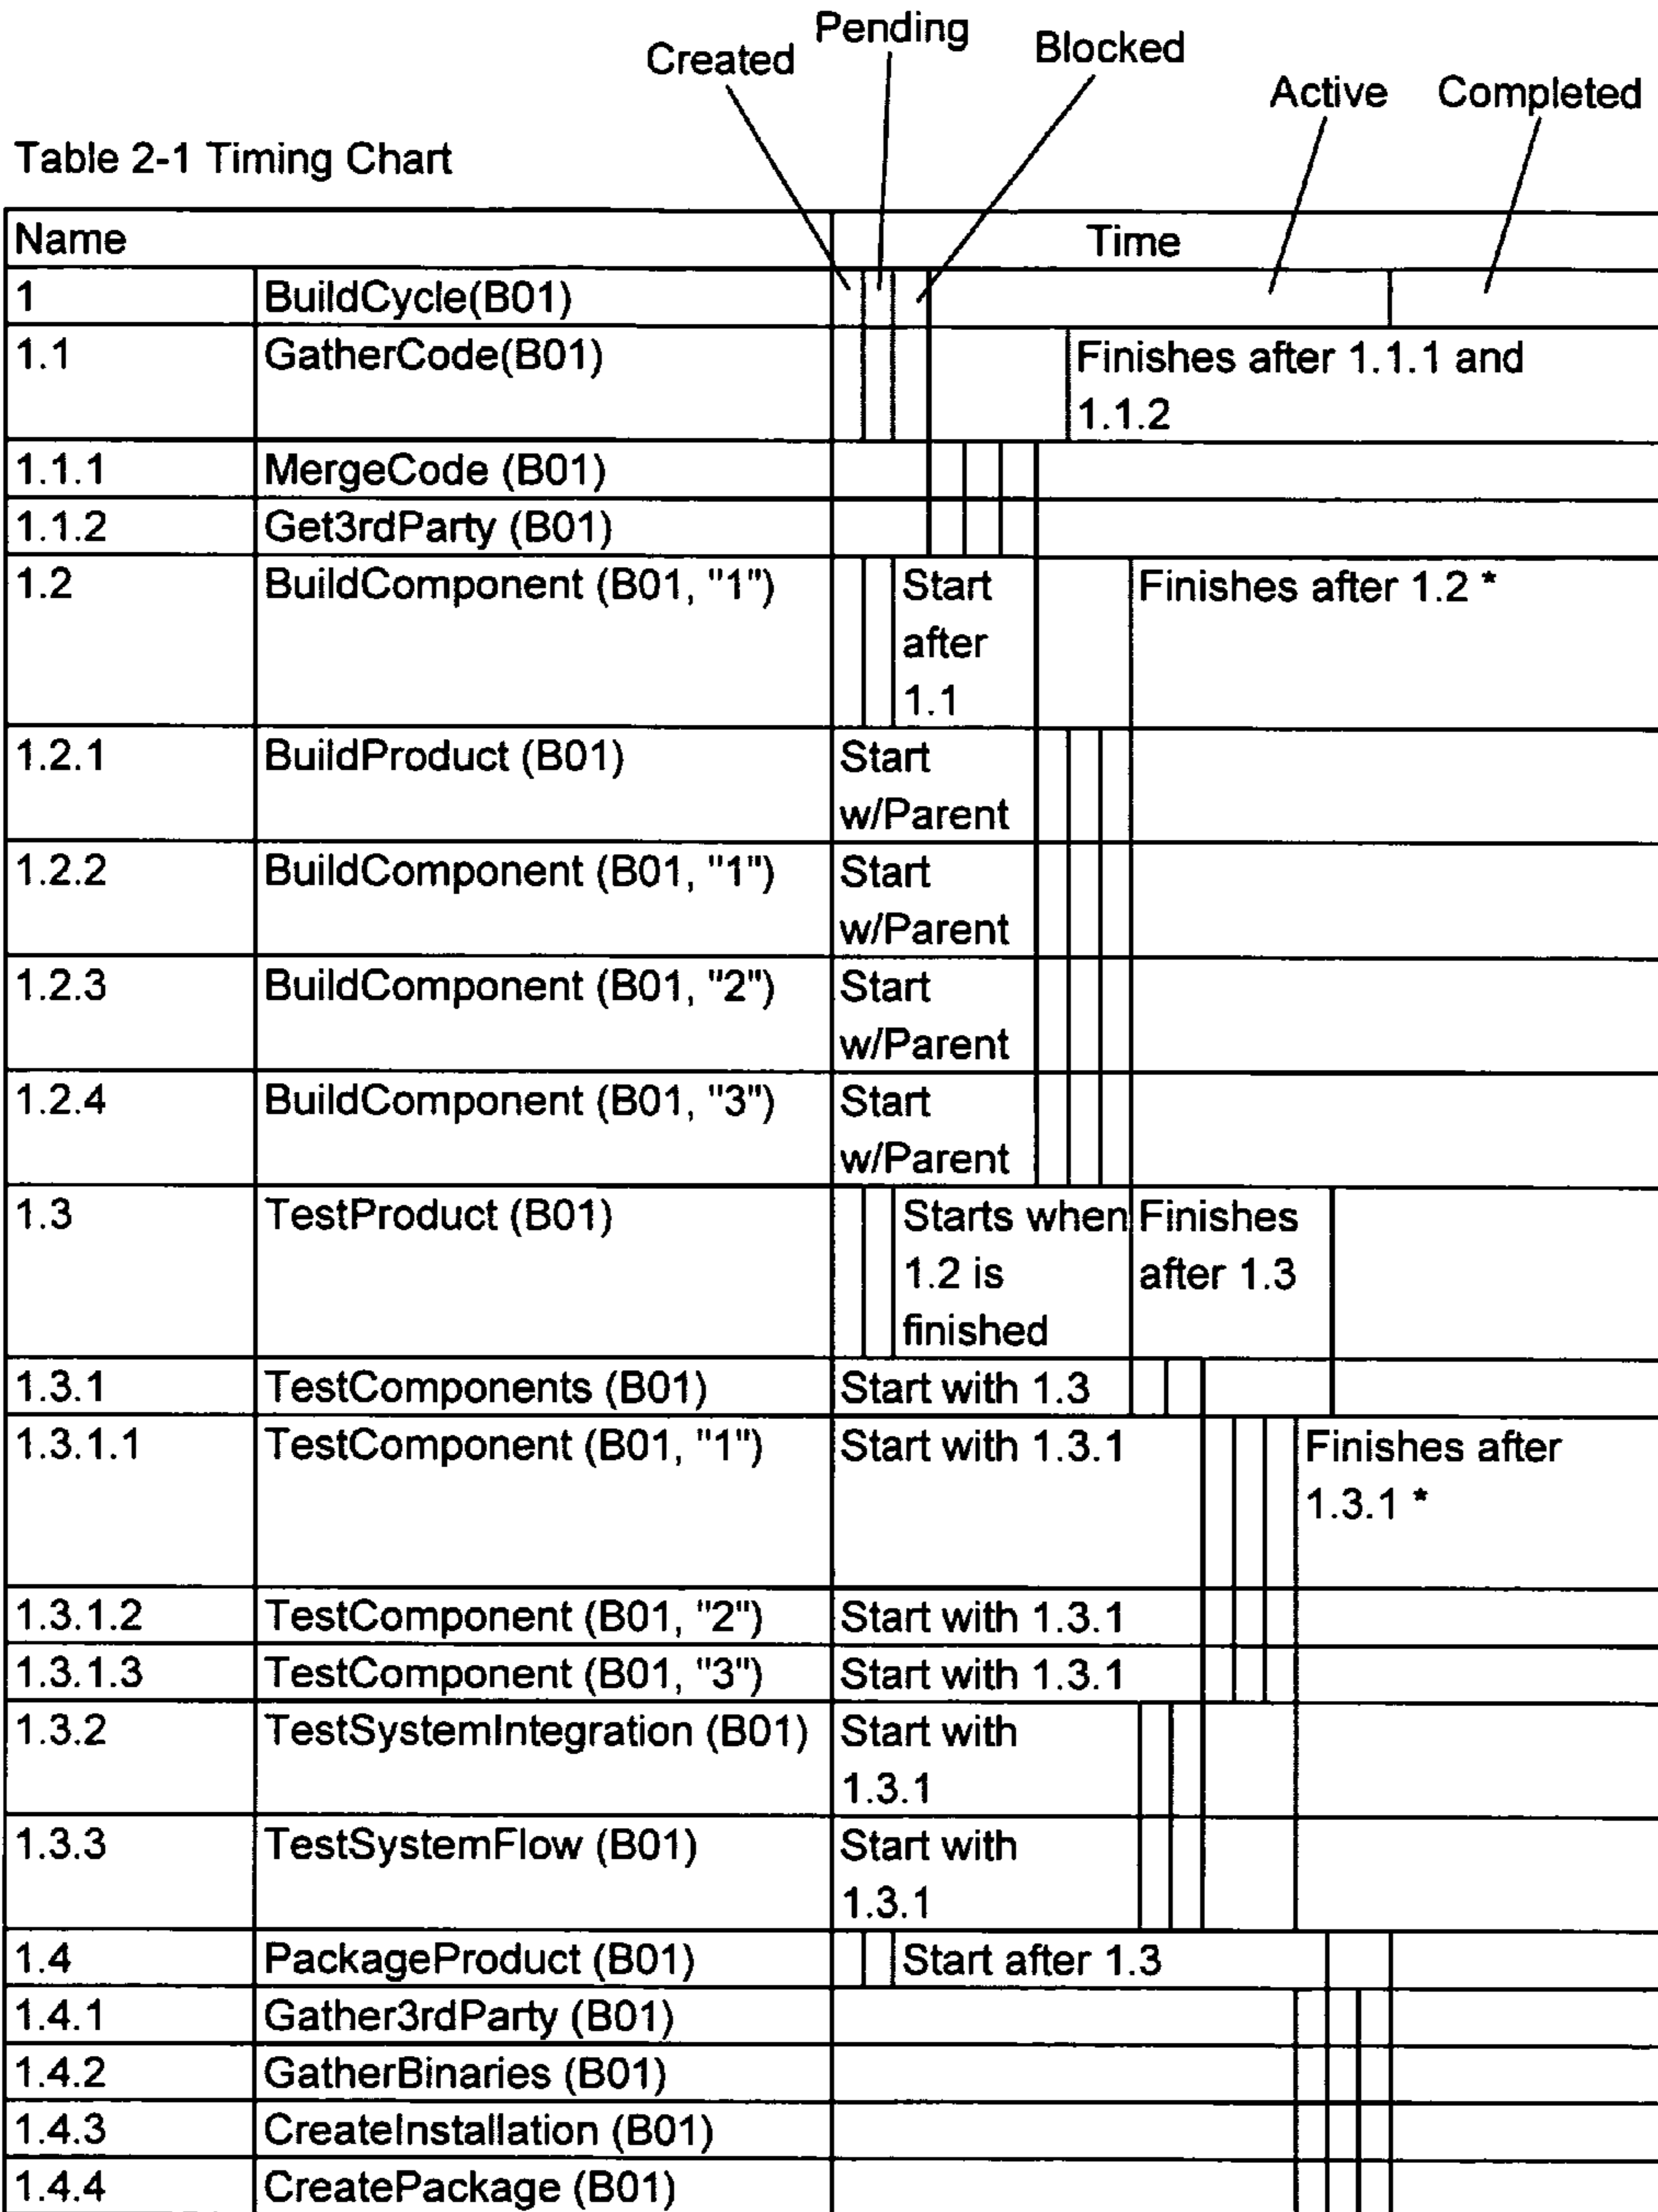 Pending
Created
Blocked
Active Completed
Table 2-1 Timing Chart
Name Time
1 BuildCycle(B01)
1.1 GatherCode(B01) Finishes after 1.1.1 and
1.1.2
1.1.1 MergeCode (B01)
1.1.2 Get3rdParty (B01)
1.2 BuildComponent (B01, "1") Start Finishes after 1.2 *
after
1.1
1.2.1 BuildProduct (B01) Start
w/Parent
1.2.2 BuildComponent (B01, "1") Start
w/Parent
1.2.3 BuildComponent (B01, "2") Start
w/Parent
1.2.4 BuildComponent (B01, "3") Start
w/Parent
1.3 TestProduct (B01) Starts when Finishes
1.2 is after 1.3
finished
1.3.1 TestComponents (B01) Start with 1.3
1.3.1.1 TestComponent (B01, "1") Start with 1.3.1 Finishes after
1.3.1 *
1.3.1.2 TestComponent (B01, "2") Start with 1.3.1
1.3.1.3 TestComponent (B01, "3") Start with 1.3.1
1.3.2 TestSystemIntegration (B01) Start with
1.3.1
1.3.3 TestSystemFlow (B01) Start with
1.3.1
1.4 PackageProduct (B01) Start after 1.3
1.4.1 Gather3rdParty (B01)
1.4.2 GatherBinaries (B01)
1.4.3 CreateInstallation (B01)
1.4.4 CreatePackage (B01)